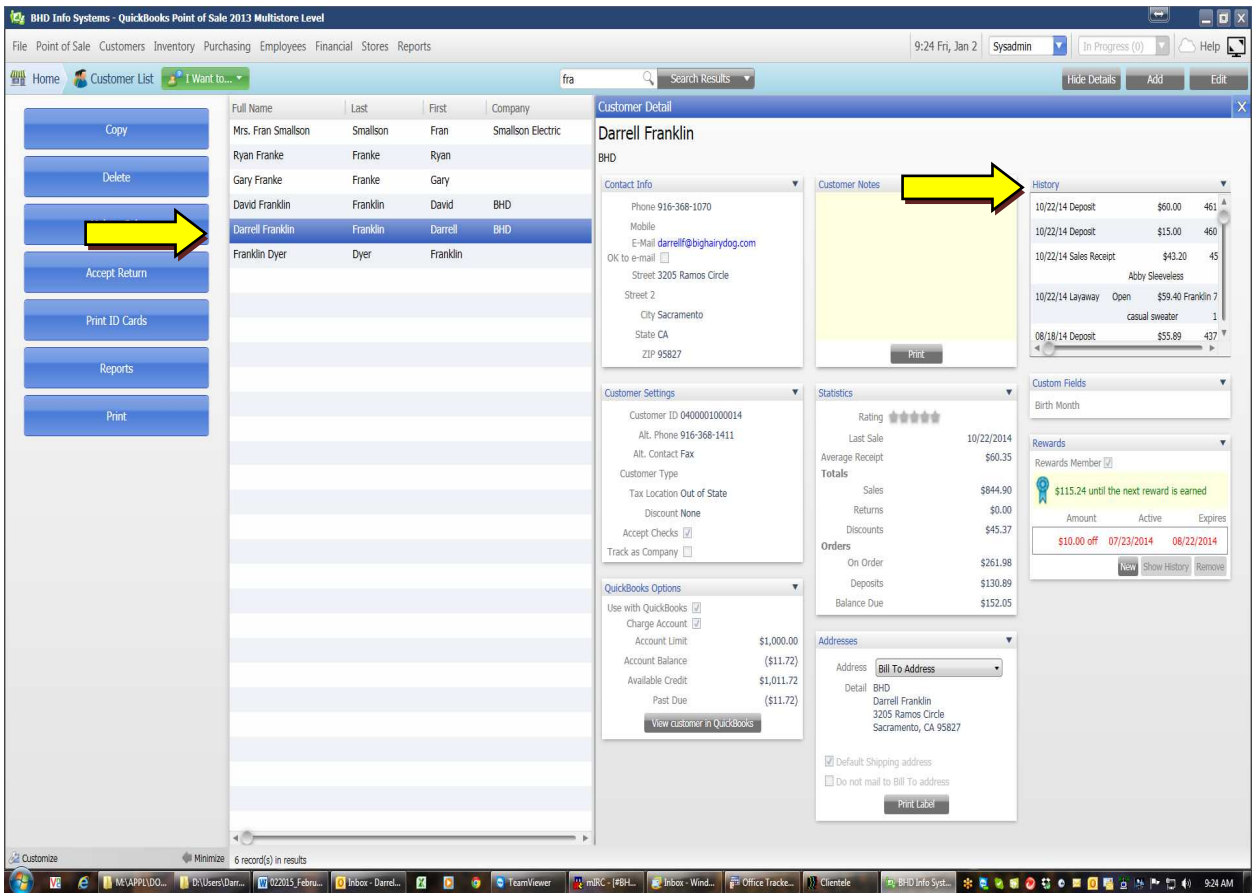 BHD Info Systems - QuickBooks Point of Sale 2013 Multistore Level
File Point of Sale Customers Inventory Purchasing Employees Financial Stores Reports
9:24 Fri, Jan 2 Sysadmin In Progress (0) Help
Home Customer List I Want to...
fra Search Results
Hide Details Add Edit
Copy
Delete
Accept Return
Print ID Cards
Reports
Print
Full Name Last First Company
Mrs. Fran Smallson Smallson Fran Smallson Electric
Ryan Franke Franke Ryan
Gary Franke Franke Gary
David Franklin Franklin David BHD
Darrell Franklin Franklin Darrell BHD
Franklin Dyer Dyer Franklin
Customer Detail X
Darrell Franklin
BHD
Contact Info
Phone 916-368-1070
Mobile
E-Mail darrellf@bighairydog.com
OK to e-mail
Street 3205 Ramos Circle
Street 2
City Sacramento
State CA
ZIP 95827
Customer Notes
Print
History
10/22/14 Deposit $60.00 461
10/22/14 Deposit $15.00 460
10/22/14 Sales Receipt $43.20 45
Abby Sleeveless
10/22/14 Layaway Open $59.40 Franklin 7
casual sweater 1
08/18/14 Deposit $55.89 437
Customer Settings
Customer ID 0400001000014
Alt. Phone 916-368-1411
Alt. Contact Fax
Customer Type
Tax Location Out of State
Discount None
Accept Checks
Track as Company
Statistics
Rating
Last Sale 10/22/2014
Average Receipt $60.35
Totals
Sales $844.90
Returns $0.00
Discounts $45.37
Orders
On Order $261.98
Deposits $130.89
Balance Due $152.05
Custom Fields
Birth Month
Rewards
Rewards Member
$115.24 until the next reward is earned
Amount Active Expires
$10.00 off 07/23/2014 08/22/2014
New Show History Remove
QuickBooks Options
Use with QuickBooks
Charge Account
Account Limit $1,000.00
Account Balance ($11.72)
Available Credit $1,011.72
Past Due ($11.72)
View customer in QuickBooks
Addresses
Address Bill To Address
Detail BHD
Darrell Franklin
3205 Ramos Circle
Sacramento, CA 95827
Default Shipping address
Do not mail to Bill To address
Print Label
Customize Minimize 6 record(s) in results
M:\APPL\DO... D:\Users\Darr... 022015_Febru... Inbox - Darrel... TeamViewer mIRC - [#BH... Inbox - Wind... Office Tracke... Clientele BHD Info Syst... 9:24 AM